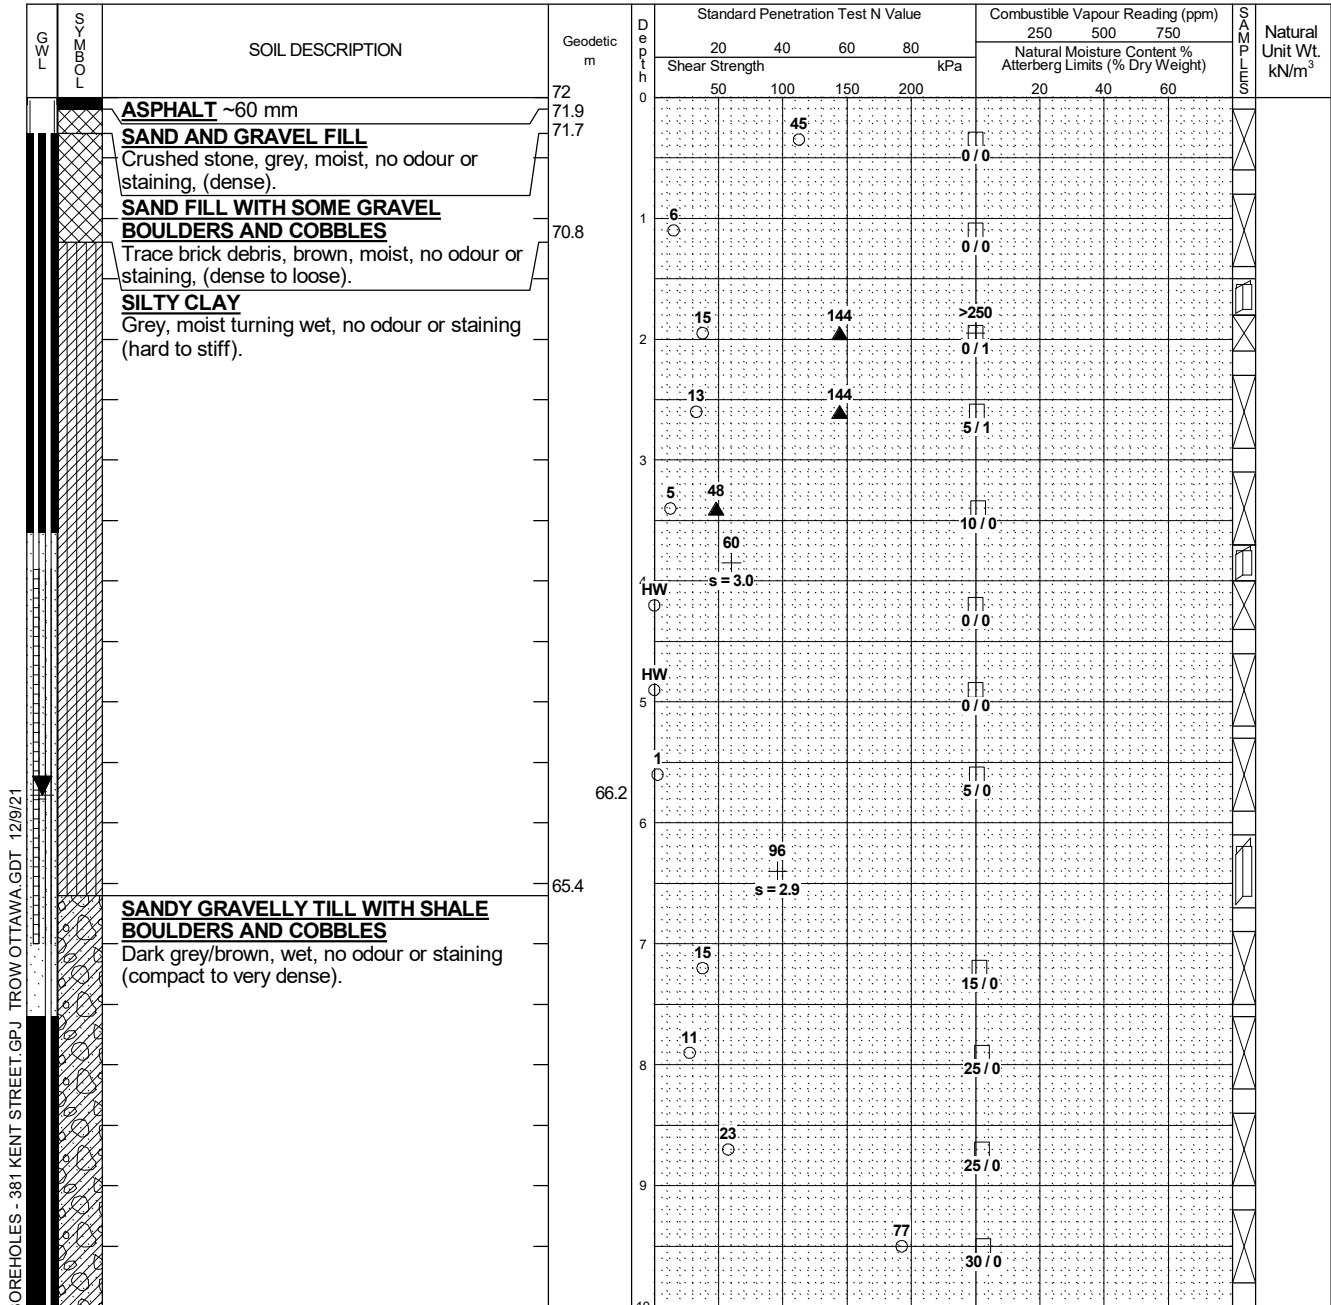 GWL
SYMBOL
SOIL DESCRIPTION
Geodetic
m
Depth
Standard Penetration Test N Value
20 40 60 80
Shear Strength kPa
50 100 150 200
Combustible Vapour Reading (ppm)
250 500 750
Natural Moisture Content %
Atterberg Limits (% Dry Weight)
20 40 60
SAMPLES
Natural
Unit Wt.
kN/m³
72
0
ASPHALT ~60 mm
71.9
SAND AND GRAVEL FILL
71.7
Crushed stone, grey, moist, no odour or
staining, (dense).
45
0 / 0
SAND FILL WITH SOME GRAVEL
BOULDERS AND COBBLES
70.8
Trace brick debris, brown, moist, no odour or
staining, (dense to loose).
1
6
0 / 0
SILTY CLAY
Grey, moist turning wet, no odour or staining
(hard to stiff).
15
144
>250
2
0 / 1
13
144
5 / 1
3
5
48
10 / 0
60
s = 3.0
4
HW
0 / 0
HW
5
0 / 0
1
5 / 0
66.2
6
96
s = 2.9
65.4
SANDY GRAVELLY TILL WITH SHALE
BOULDERS AND COBBLES
Dark grey/brown, wet, no odour or staining
(compact to very dense).
7
15
15 / 0
11
8
25 / 0
23
25 / 0
9
77
30 / 0
10
BOREHOLES - 381 KENT STREET.GPJ TROW OTTAWA.GDT 12/9/21